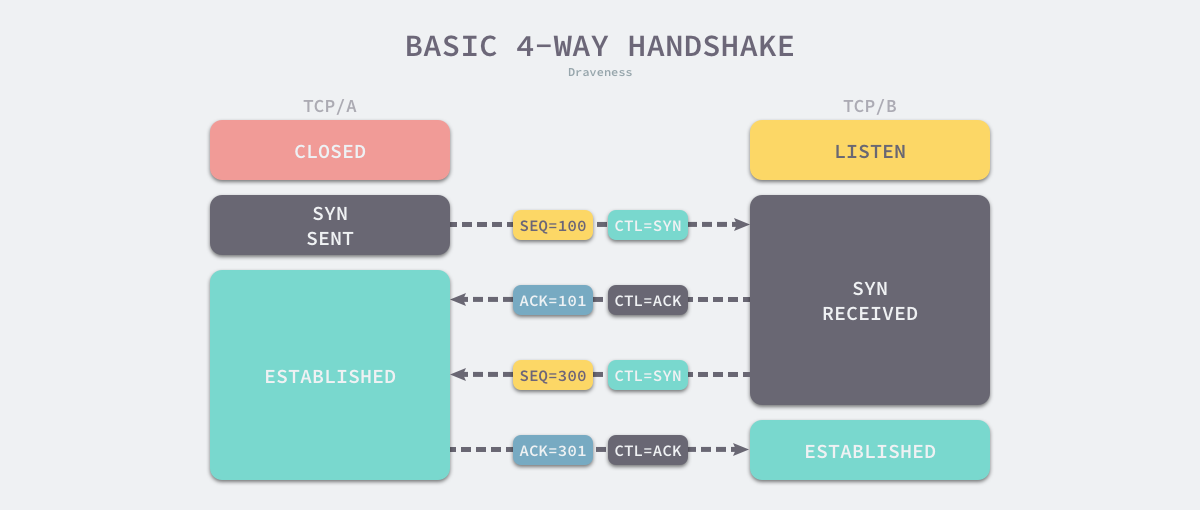 BASIC 4-WAY HANDSHAKE
Draveness
TCP/A
TCP/B
CLOSED
LISTEN
SYN
SENT
SEQ=100
CTL=SYN
SYN
RECEIVED
ACK=101
CTL=ACK
ESTABLISHED
SEQ=300
CTL=SYN
ACK=301
CTL=ACK
ESTABLISHED